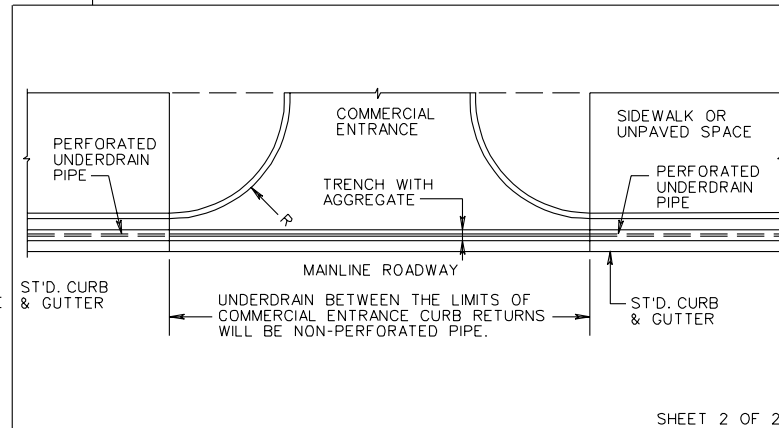 COMMERCIAL
ENTRANCE
SIDEWALK OR
UNPAVED SPACE
PERFORATED
UNDERDRAIN
PIPE
TRENCH WITH
AGGREGATE
PERFORATED
UNDERDRAIN
PIPE
R
MAINLINE ROADWAY
E
ST'D. CURB
& GUTTER
UNDERDRAIN BETWEEN THE LIMITS OF
COMMERCIAL ENTRANCE CURB RETURNS
WILL BE NON-PERFORATED PIPE.
ST'D. CURB
& GUTTER
SHEET 2 OF 2